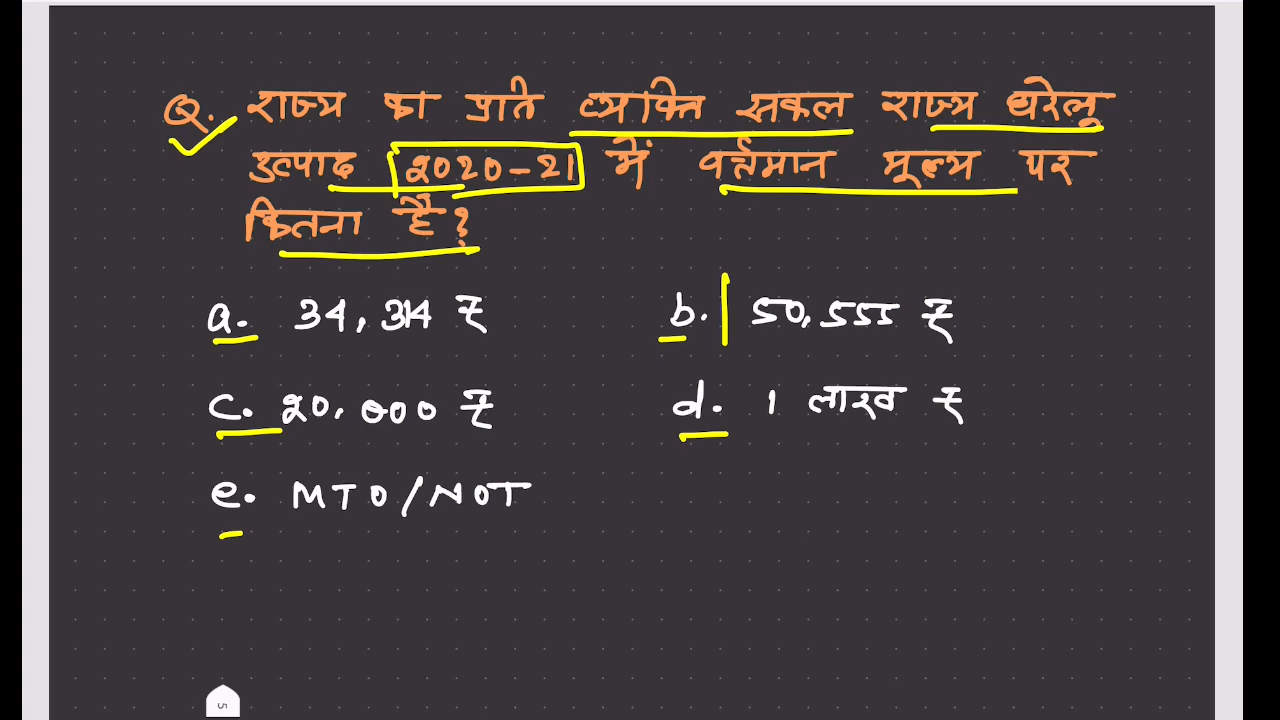 Q. राज्य का प्रति व्यक्ति सकल राज्य घरेलु
उत्पाद 2020-21 में वर्त्तमान मूल्य पर
कितना है?
a. 34,314 ₹ b. 50,555 ₹
c. 20,000 ₹ d. 1 लाख ₹
e. MTO/NOT
5